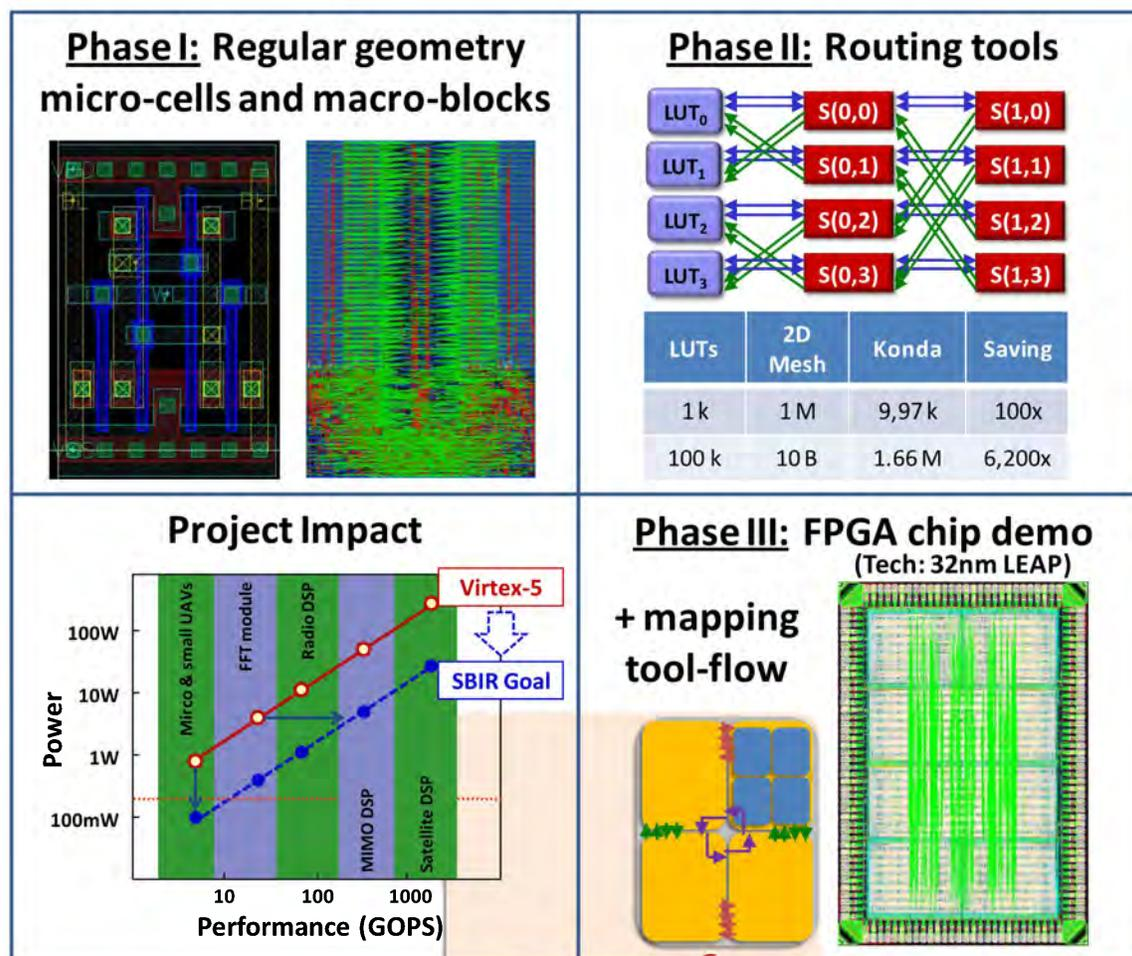 Phase I: Regular geometry
micro-cells and macro-blocks
Phase II: Routing tools
LUT₀ S(0,0) S(1,0)
LUT₁ S(0,1) S(1,1)
LUT₂ S(0,2) S(1,2)
LUT₃ S(0,3) S(1,3)
LUTs 2D Mesh Konda Saving
1 k 1 M 9,97 k 100x
100 k 10 B 1.66 M 6,200x
Project Impact
Virtex-5
SBIR Goal
Mirco & small UAVs
FFT module
Radio DSP
MIMO DSP
Satellite DSP
Power
100W
10W
1W
100mW
10 100 1000
Performance (GOPS)
Phase III: FPGA chip demo
(Tech: 32nm LEAP)
+ mapping
tool-flow